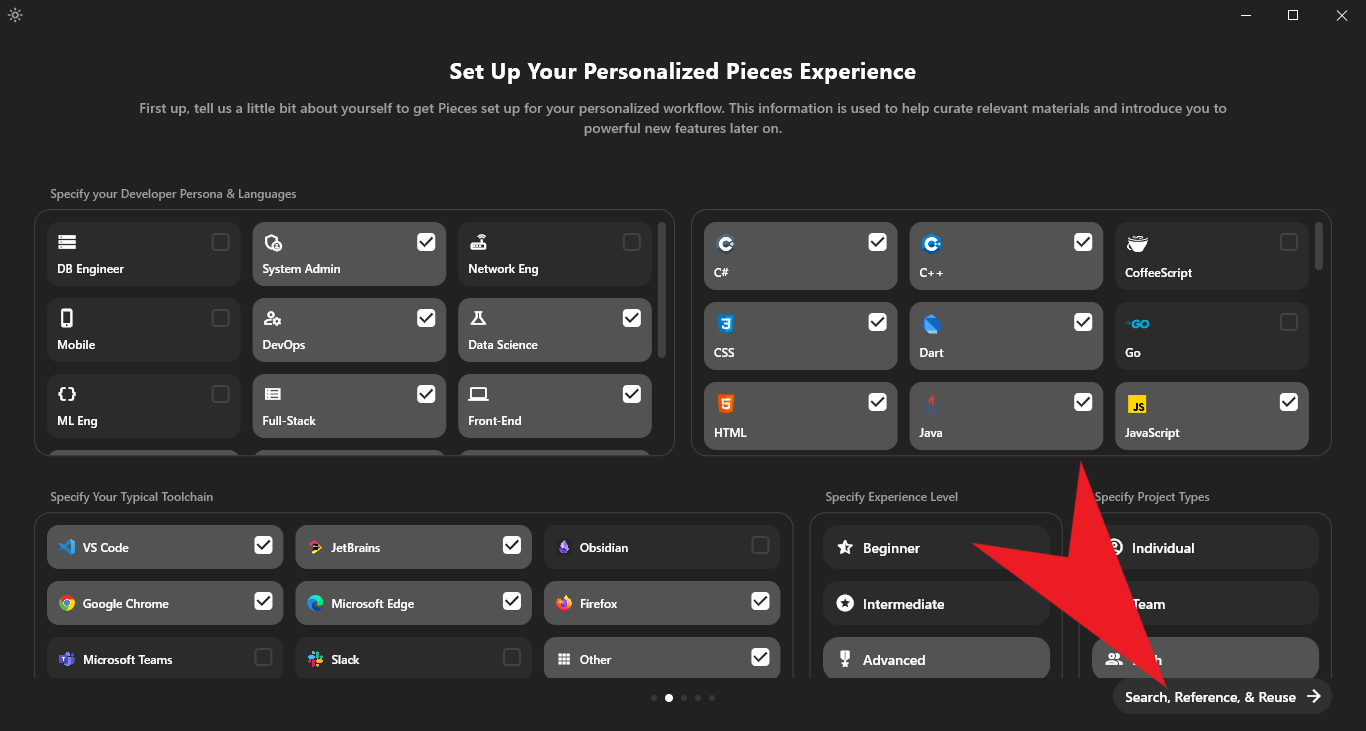 Set Up Your Personalized Pieces Experience
First up, tell us a little bit about yourself to get Pieces set up for your personalized workflow. This information is used to help curate relevant materials and introduce you to
powerful new features later on.
Specify your Developer Persona & Languages
DB Engineer
System Admin
Network Eng
Mobile
DevOps
Data Science
ML Eng
Full-Stack
Front-End
C#
C++
CoffeeScript
CSS
Dart
GO
Go
HTML
Java
JS
JavaScript
Specify Your Typical Toolchain
VS Code
JetBrains
Obsidian
Google Chrome
Microsoft Edge
Firefox
Microsoft Teams
Slack
Other
Specify Experience Level
Beginner
Intermediate
Advanced
Specify Project Types
Individual
Team
Search, Reference, & Reuse